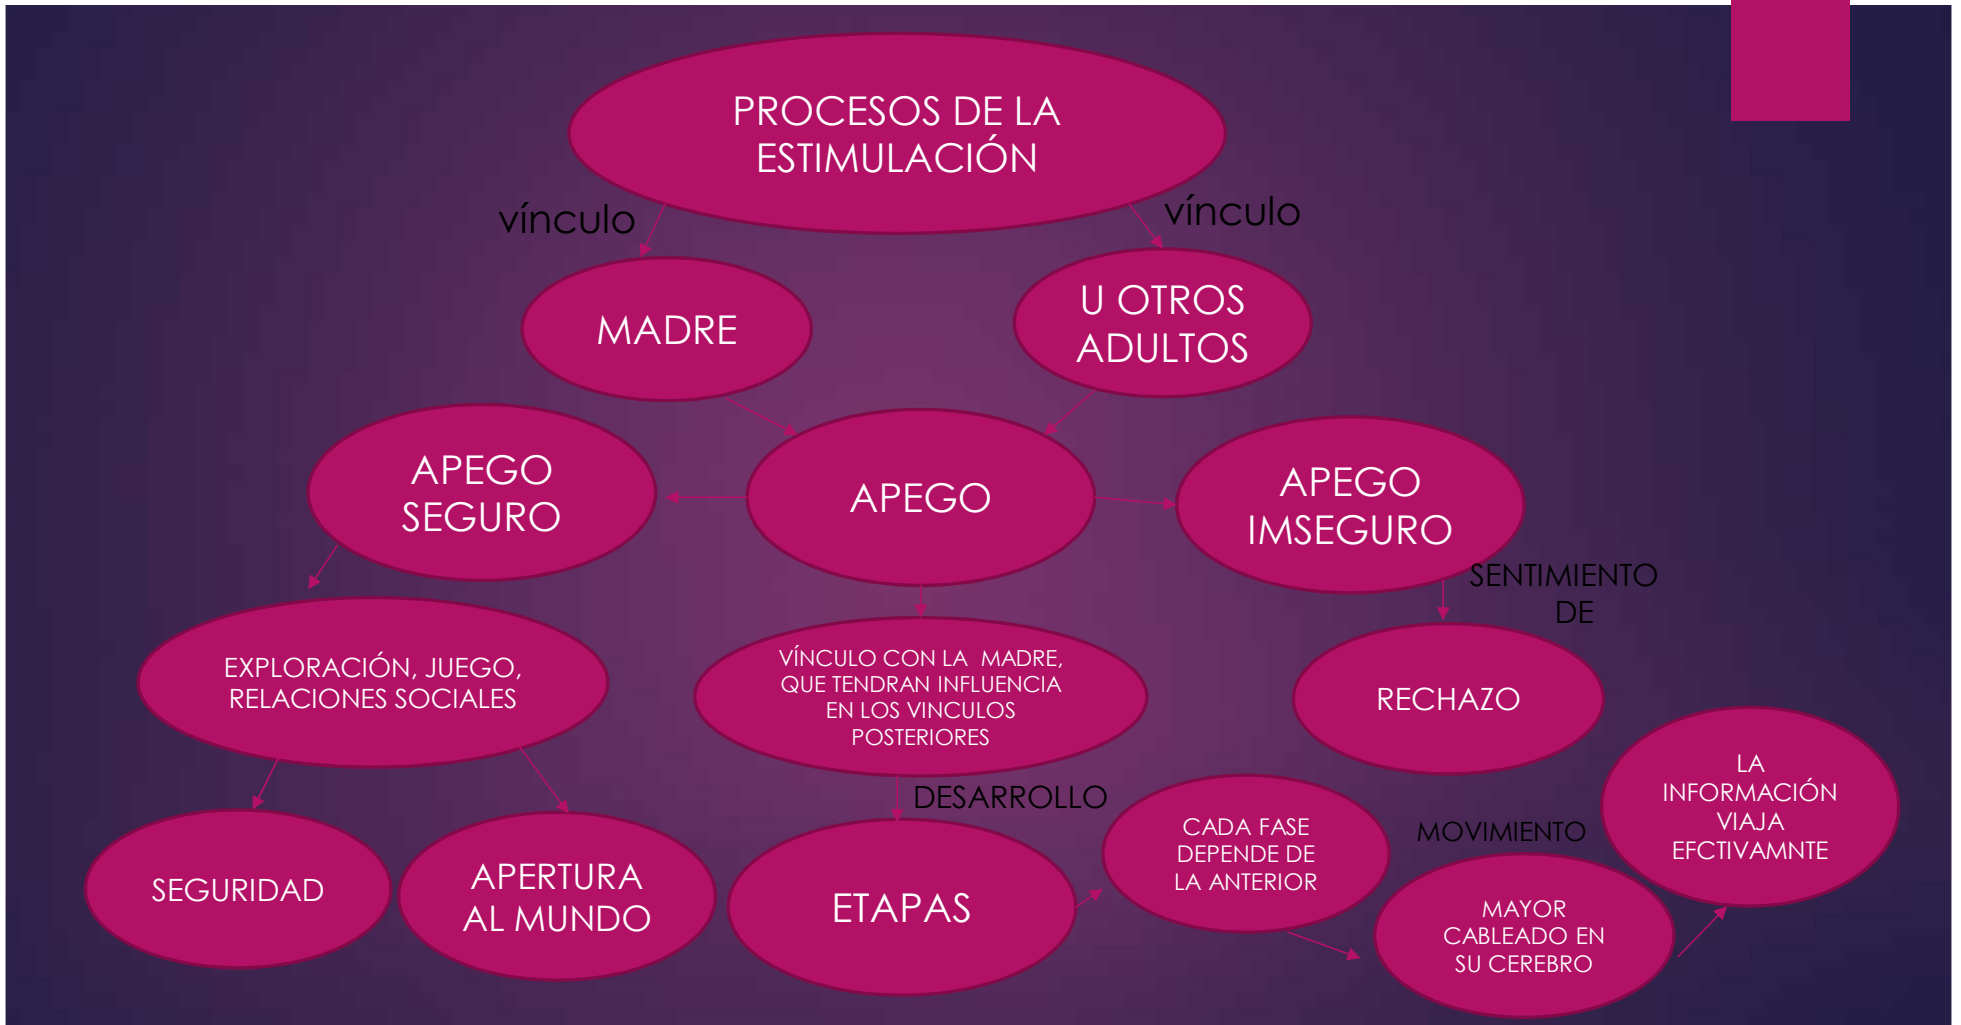 PROCESOS DE LA
ESTIMULACIÓN
vínculo
vínculo
MADRE
U OTROS
ADULTOS
APEGO
SEGURO
APEGO
APEGO
IMSEGURO
SENTIMIENTO
DE
EXPLORACIÓN, JUEGO,
RELACIONES SOCIALES
VÍNCULO CON LA MADRE,
QUE TENDRAN INFLUENCIA
EN LOS VINCULOS
POSTERIORES
RECHAZO
DESARROLLO
SEGURIDAD
APERTURA
AL MUNDO
ETAPAS
CADA FASE
DEPENDE DE
LA ANTERIOR
MOVIMIENTO
MAYOR
CABLEADO EN
SU CEREBRO
LA
INFORMACIÓN
VIAJA
EFCTIVAMNTE